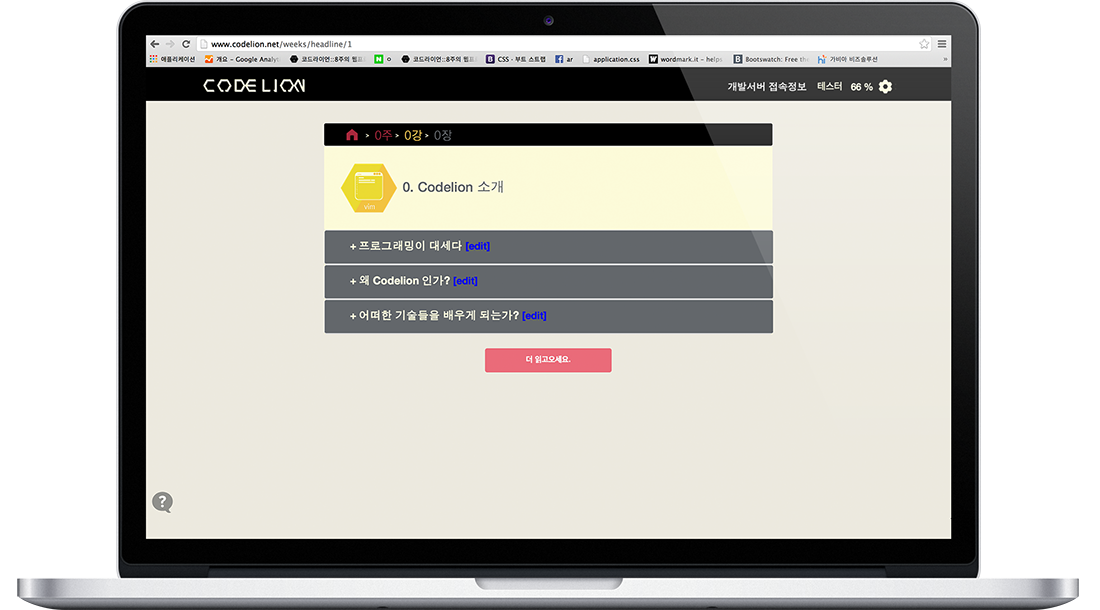 www.codelion.net/weeks/headline/1
애플리케이션 개요 - Google Analyt 코드라이언::8주의 웹프 N o 코드라이언::8주의 웹프 B CSS · 부트스트랩 f ar application.css W wordmark.it - helps B Bootswatch: Free the hi 가비아 비즈솔루션 »
CODE LION 개발서버 접속정보 테스터 66 %
> 0주 > 0강 > 0장
vim
0. Codelion 소개
+ 프로그래밍이 대세다 [edit]
+ 왜 Codelion 인가? [edit]
+ 어떠한 기술들을 배우게 되는가? [edit]
더 읽고오세요.
?